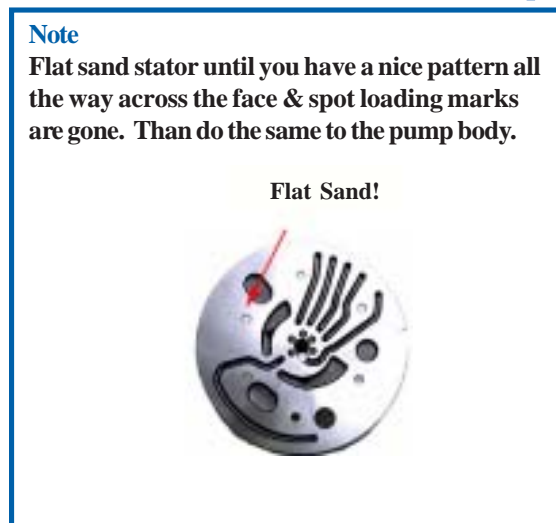 Note
Flat sand stator until you have a nice pattern all
the way across the face & spot loading marks
are gone. Than do the same to the pump body.
Flat Sand!